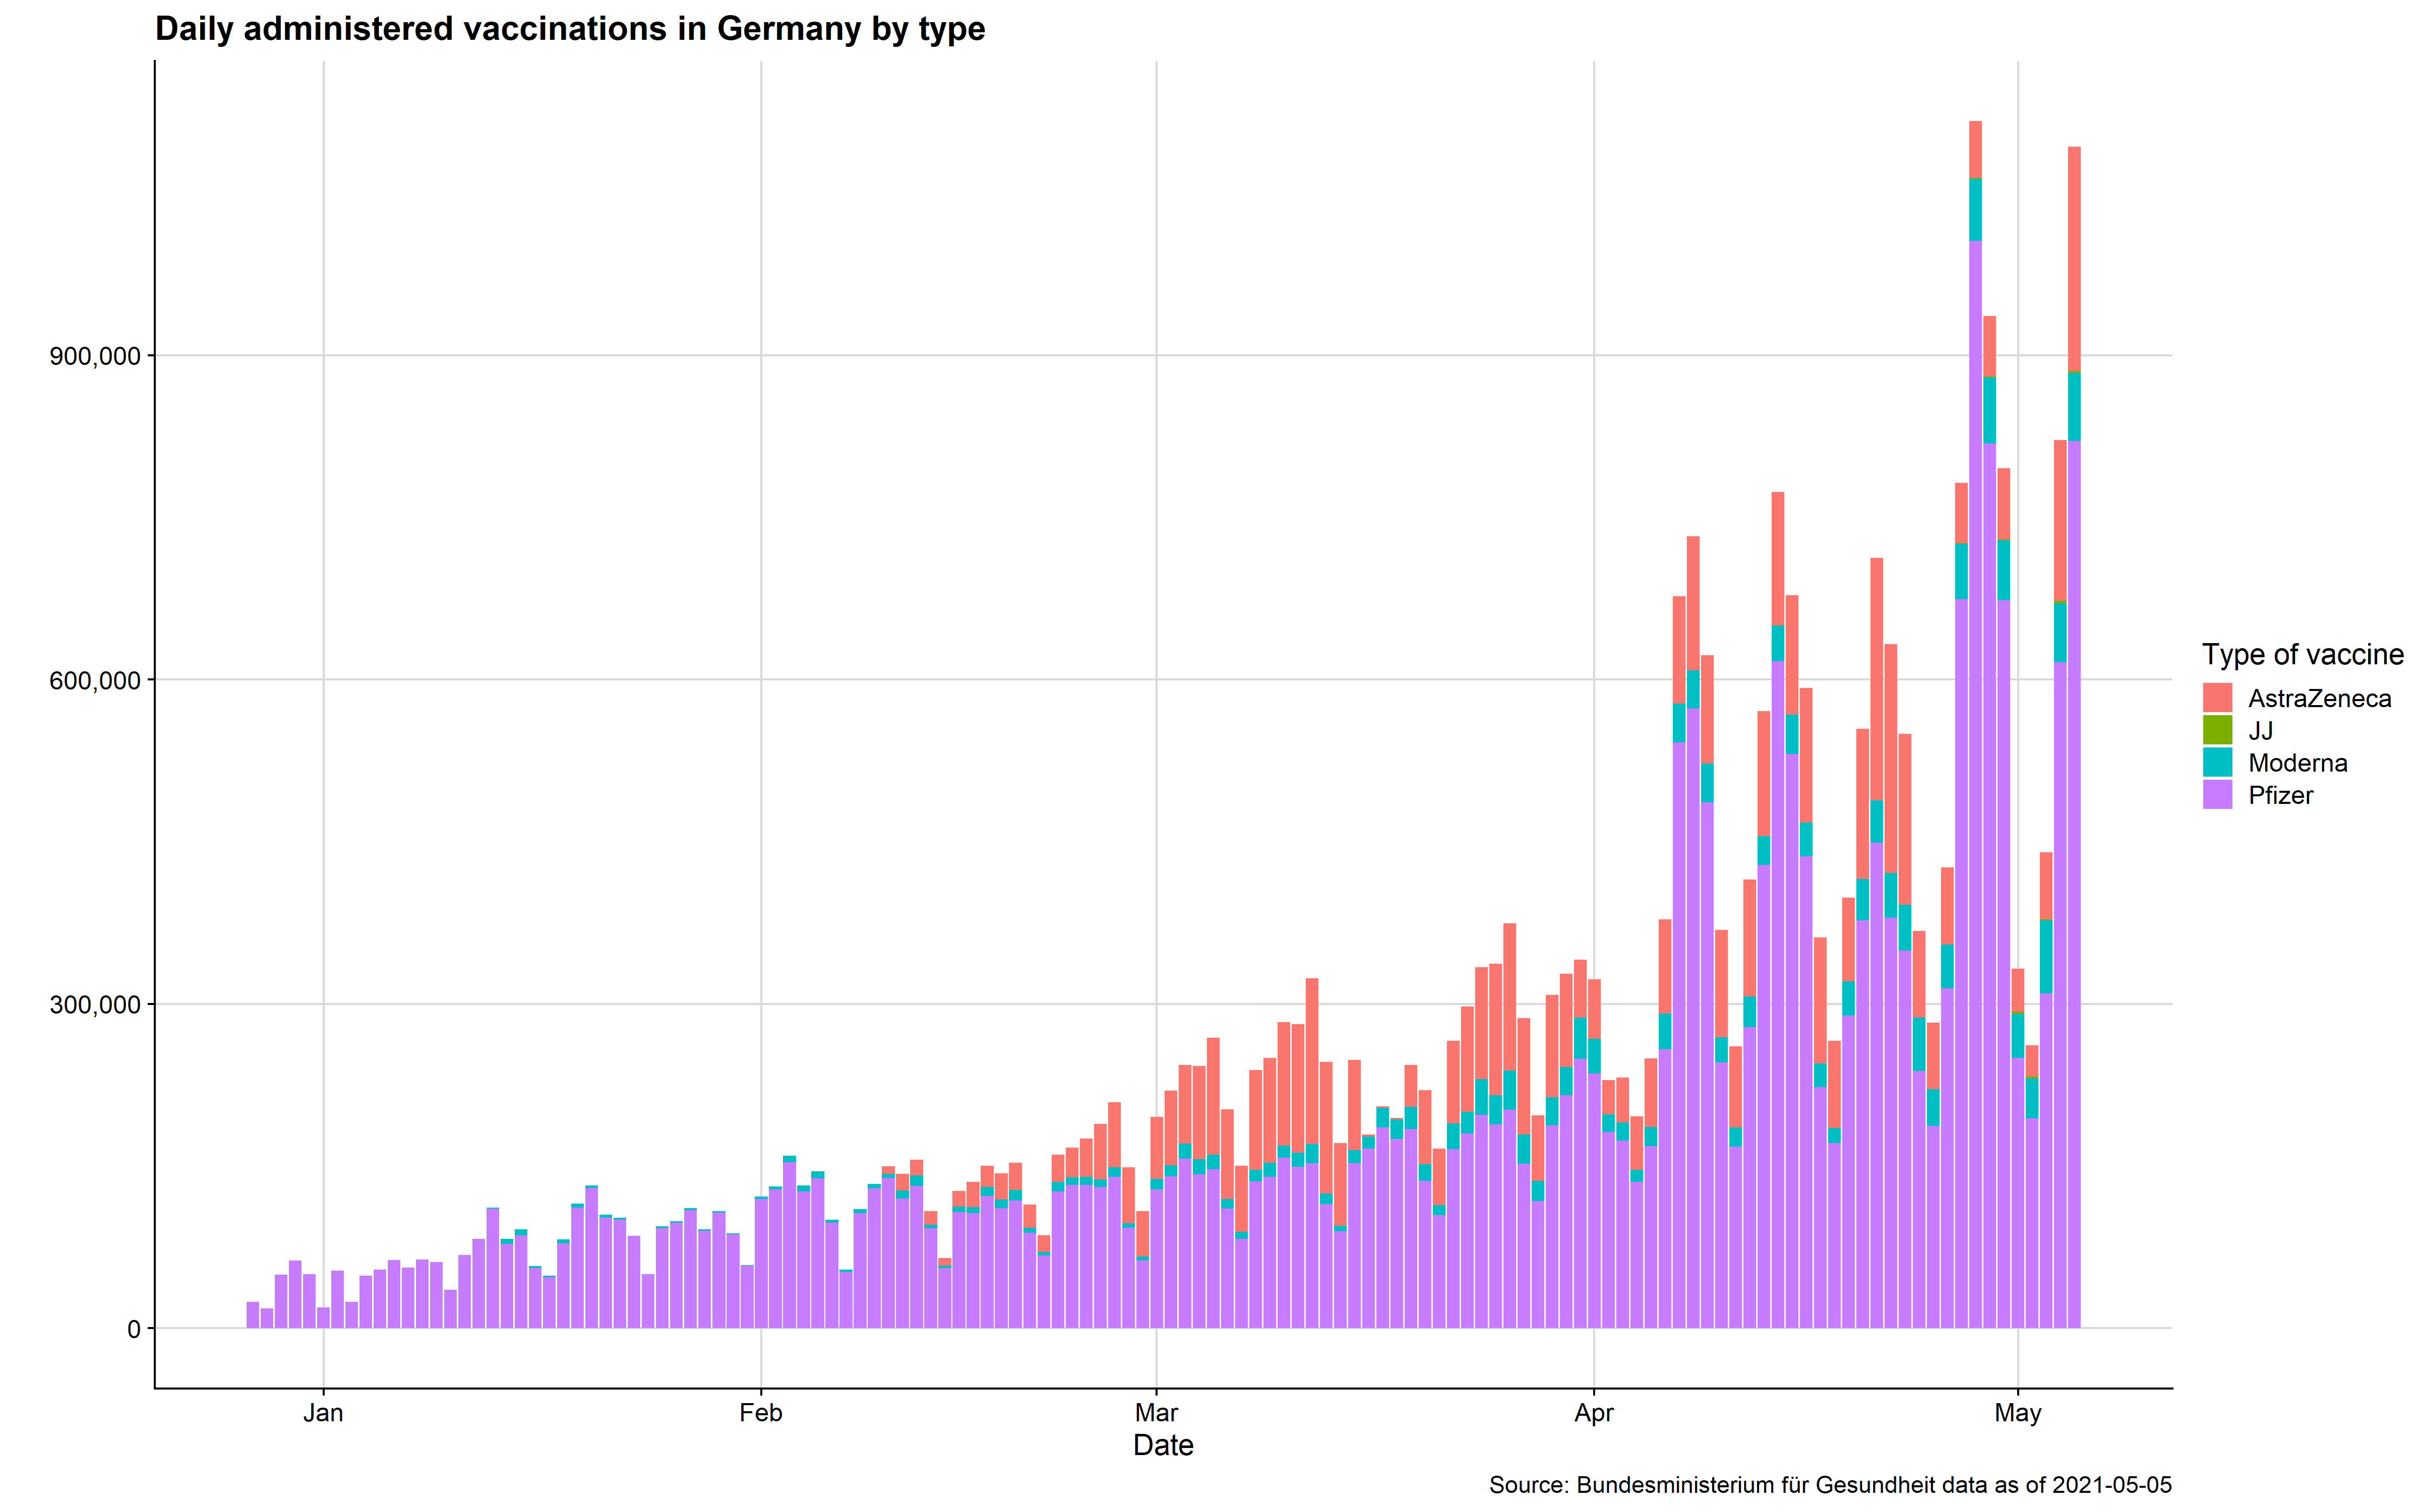 Daily administered vaccinations in Germany by type
900,000
600,000
300,000
0
Jan Feb Mar Apr May
Date
Type of vaccine
AstraZeneca
JJ
Moderna
Pfizer
Source: Bundesministerium für Gesundheit data as of 2021-05-05